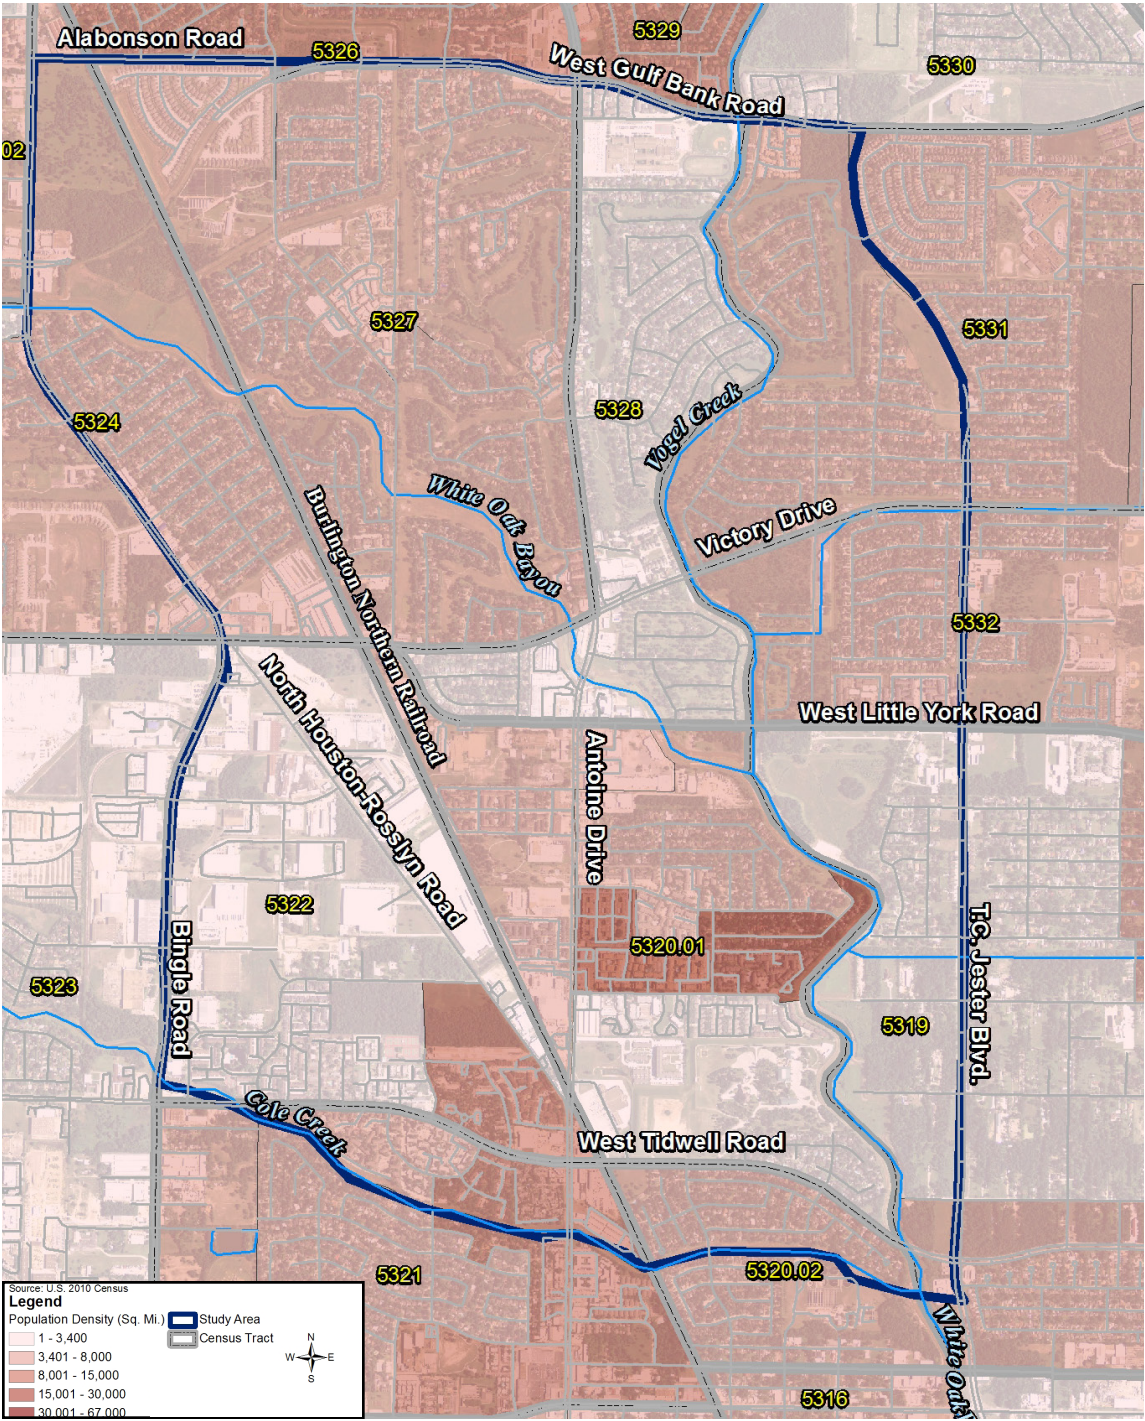 Alabonson Road
5326
5329
West Gulf Bank Road
5330
02
5327
5331
5324
5328
Vogel Creek
White Oak Bayou
Victory Drive
Burlington Northern Railroad
5332
North Houston-Rosslyn Road
West Little York Road
Antoine Drive
5322
Bingle Road
5320.01
T.C. Jester Blvd.
5323
5319
Cole Creek
West Tidwell Road
5321
5320.02
White Oak
5316
Source: U.S. 2010 Census
Legend
Population Density (Sq. Mi.)
1 - 3,400
3,401 - 8,000
8,001 - 15,000
15,001 - 30,000
30,001 - 67,000
Study Area
Census Tract
N
W E
S